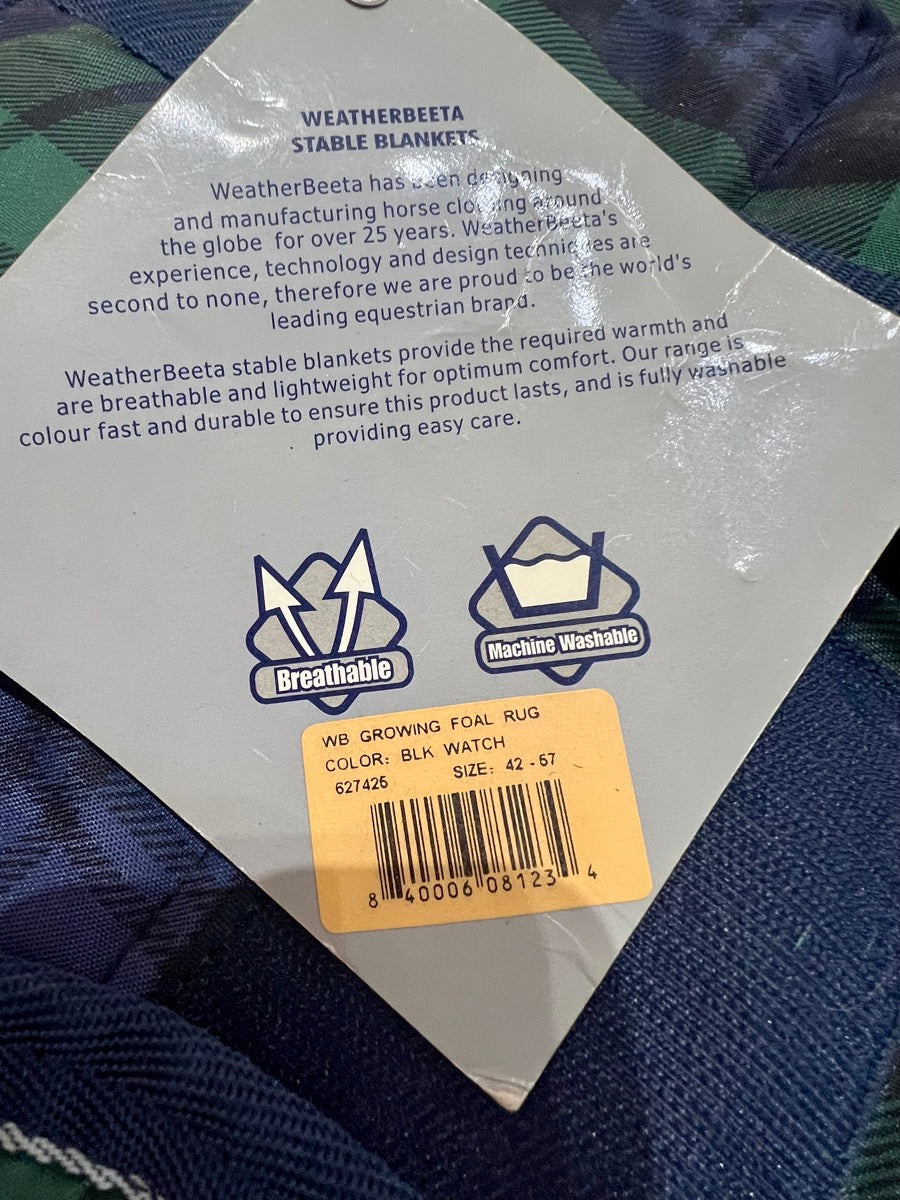 WEATHERBEETA
STABLE BLANKETS
WeatherBeeta has been designing
and manufacturing horse clothing around
the globe for over 25 years. WeatherBeeta's
experience, technology and design techniques are
second to none, therefore we are proud to be the world's
leading equestrian brand.
WeatherBeeta stable blankets provide the required warmth and
are breathable and lightweight for optimum comfort. Our range is
colour fast and durable to ensure this product lasts, and is fully washable
providing easy care.
Breathable
Machine Washable
WB GROWING FOAL RUG
COLOR: BLK WATCH
627426 SIZE: 42 - 57
8 40006 08123 4